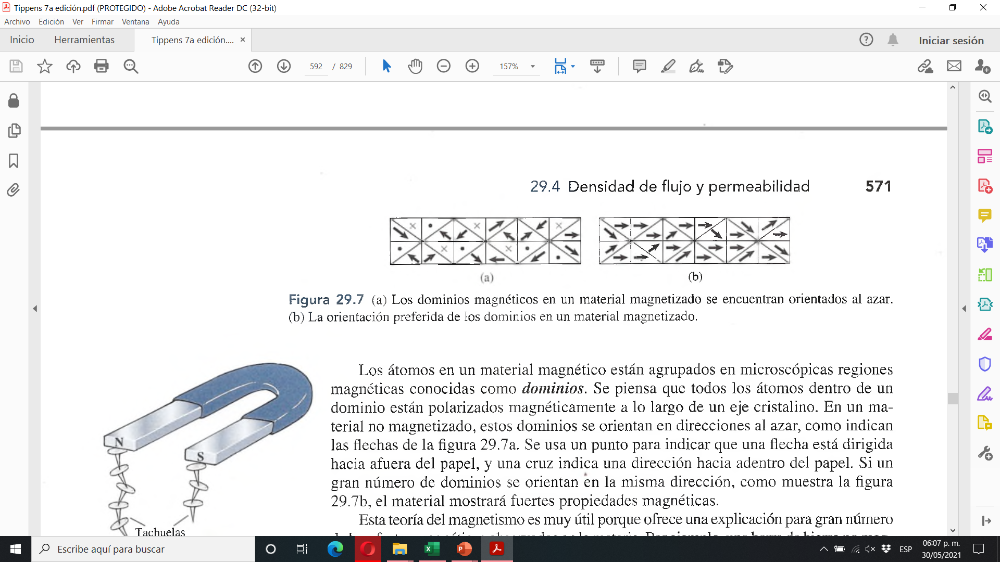 Tippens 7a edición.pdf (PROTEGIDO) - Adobe Acrobat Reader DC (32-bit)
Archivo Edición Ver Firmar Ventana Ayuda
Inicio Herramientas Tippens 7a edición.... × Iniciar sesión
592 / 829 157%
29.4 Densidad de flujo y permeabilidad 571
(a) (b)
Figura 29.7 (a) Los dominios magnéticos en un material magnetizado se encuentran orientados al azar.
(b) La orientación preferida de los dominios en un material magnetizado.
Los átomos en un material magnético están agrupados en microscópicas regiones
magnéticas conocidas como dominios. Se piensa que todos los átomos dentro de un
dominio están polarizados magnéticamente a lo largo de un eje cristalino. En un ma-
terial no magnetizado, estos dominios se orientan en direcciones al azar, como indican
las flechas de la figura 29.7a. Se usa un punto para indicar que una flecha está dirigida
hacia afuera del papel, y una cruz indica una dirección hacia adentro del papel. Si un
gran número de dominios se orientan en la misma dirección, como muestra la figura
29.7b, el material mostrará fuertes propiedades magnéticas.
Esta teoría del magnetismo es muy útil porque ofrece una explicación para gran número
N
S
Tachuelas
Escribe aquí para buscar
ESP
06:07 p. m.
30/05/2021